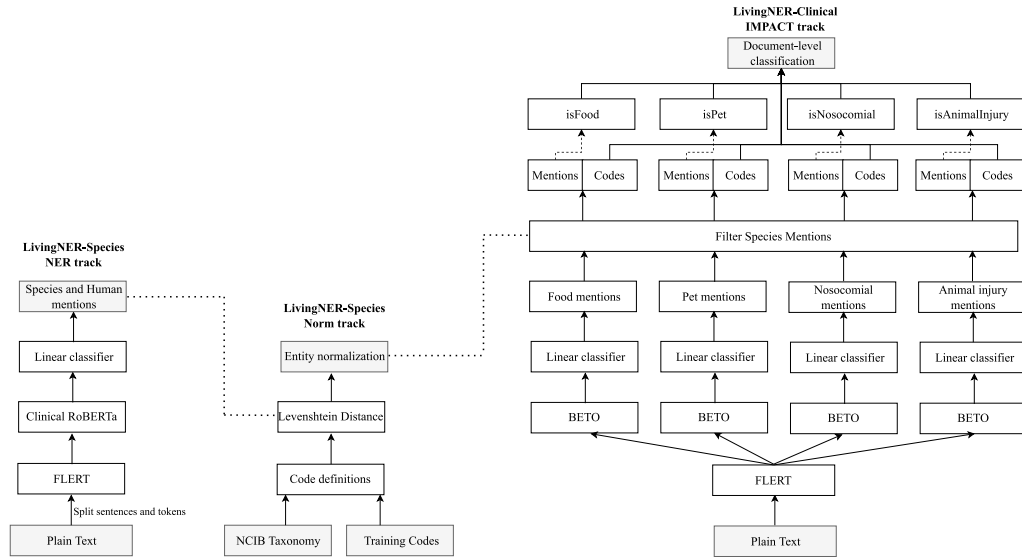 LivingNER-Species
NER track
Species and Human
mentions
Linear classifier
Clinical RoBERTa
FLERT
Split sentences and tokens
Plain Text
LivingNER-Species
Norm track
Entity normalization
Levenshtein Distance
Code definitions
NCIB Taxonomy
Training Codes
LivingNER-Clinical
IMPACT track
Document-level
classification
isFood
isPet
isNosocomial
isAnimalInjury
Mentions
Codes
Mentions
Codes
Mentions
Codes
Mentions
Codes
Filter Species Mentions
Food mentions
Pet mentions
Nosocomial
mentions
Animal injury
mentions
Linear classifier
Linear classifier
Linear classifier
Linear classifier
BETO
BETO
BETO
BETO
FLERT
Plain Text